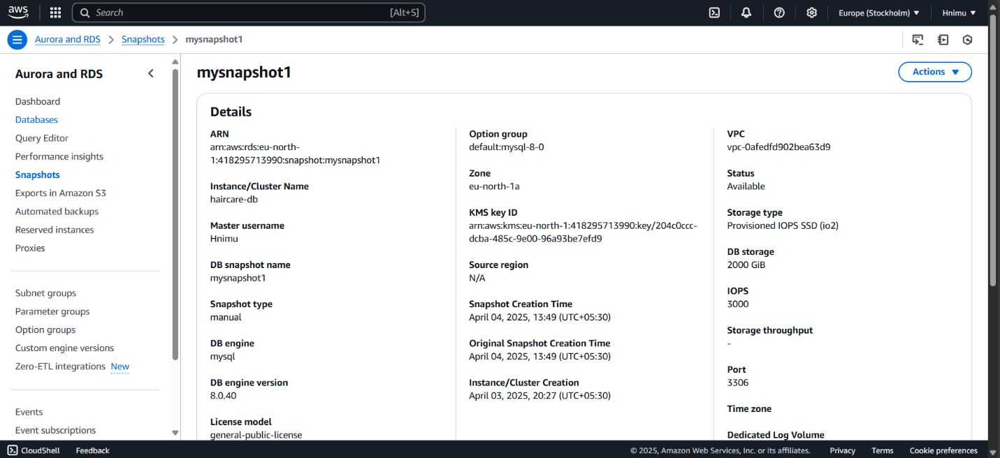 aws
Search
[Alt+S]
Europe (Stockholm)
Hnimu
Aurora and RDS
Snapshots
mysnapshot1
Aurora and RDS
Dashboard
Databases
Query Editor
Performance insights
Snapshots
Exports in Amazon S3
Automated backups
Reserved instances
Proxies
Subnet groups
Parameter groups
Option groups
Custom engine versions
Zero-ETL integrations New
Events
Event subscriptions
mysnapshot1
Actions
Details
ARN
arn:aws:rds:eu-north-
1:418295713990:snapshot:mysnapshot1
Instance/Cluster Name
haircare-db
Master username
Hnimu
DB snapshot name
mysnapshot1
Snapshot type
manual
DB engine
mysql
DB engine version
8.0.40
License model
general-public-license
Option group
default:mysql-8-0
Zone
eu-north-1a
KMS key ID
arn:aws:kms:eu-north-1:418295713990:key/204c0ccc-
dcba-485c-9e00-96a93be7efd9
Source region
N/A
Snapshot Creation Time
April 04, 2025, 13:49 (UTC+05:30)
Original Snapshot Creation Time
April 04, 2025, 13:49 (UTC+05:30)
Instance/Cluster Creation
April 03, 2025, 20:27 (UTC+05:30)
VPC
vpc-0afedfd902bea63d9
Status
Available
Storage type
Provisioned IOPS SSD (io2)
DB storage
2000 GiB
IOPS
3000
Storage throughput
-
Port
3306
Time zone
Dedicated Log Volume
CloudShell
Feedback
© 2025, Amazon Web Services, Inc. or its affiliates.
Privacy
Terms
Cookie preferences